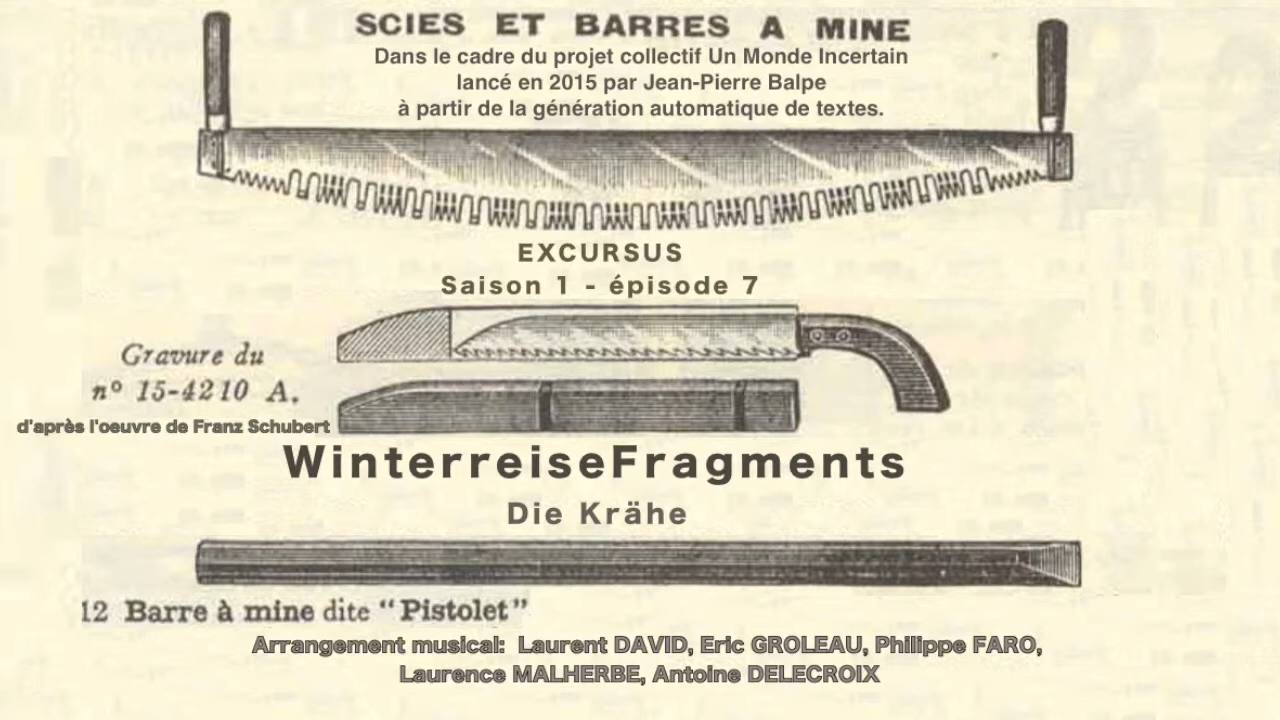 SCIES ET BARRES A MINE
Dans le cadre du projet collectif Un Monde Incertain
lancé en 2015 par Jean-Pierre Balpe
à partir de la génération automatique de textes.
EXCURSUS
Saison 1 - épisode 7
Gravure du
n° 15-4210 A.
d'après l'oeuvre de Franz Schubert
WinterreiseFragments
Die Krähe
12 Barre à mine dite "Pistolet"
Arrangement musical: Laurent DAVID, Eric GROLEAU, Philippe FARO,
Laurence MALHERBE, Antoine DELECROIX